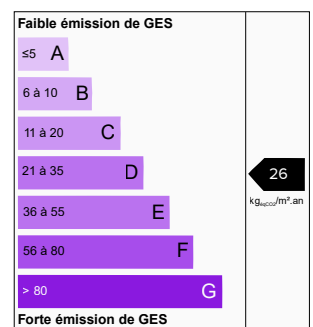 Faible émission de GES
≤5 A
6 à 10 B
11 à 20 C
21 à 35 D
26
kgeqCO2/m².an
36 à 55 E
56 à 80 F
> 80 G
Forte émission de GES